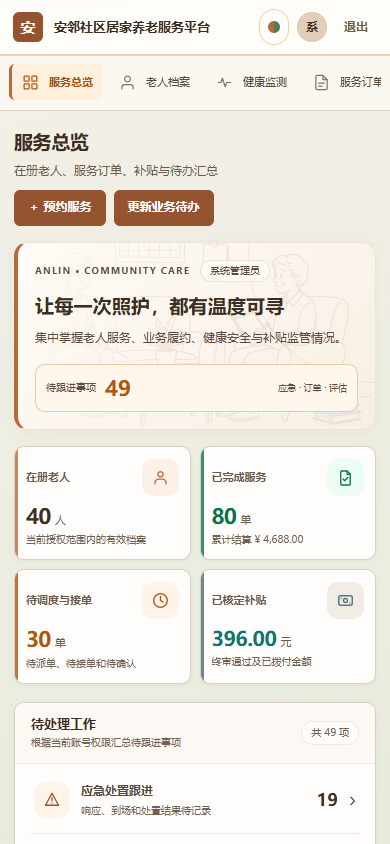 安 安邻社区居家养老服务平台 系 退出
服务总览 老人档案 健康监测 服务订单
服务总览
在册老人、服务订单、补贴与待办汇总
+ 预约服务 更新业务待办
ANLIN • COMMUNITY CARE 系统管理员
让每一次照护，都有温度可寻
集中掌握老人服务、业务履约、健康安全与补贴监管情况。
待跟进事项 49 应急 · 订单 · 评估
在册老人
40 人
当前授权范围内的有效档案
已完成服务
80 单
累计结算 ¥ 4,688.00
待调度与接单
30 单
待派单、待接单和待确认
已核定补贴
396.00 元
终审通过及已拨付金额
待处理工作
根据当前账号权限汇总待跟进事项
共 49 项
应急处置跟进
响应、到场和处置结果待记录
19 ›